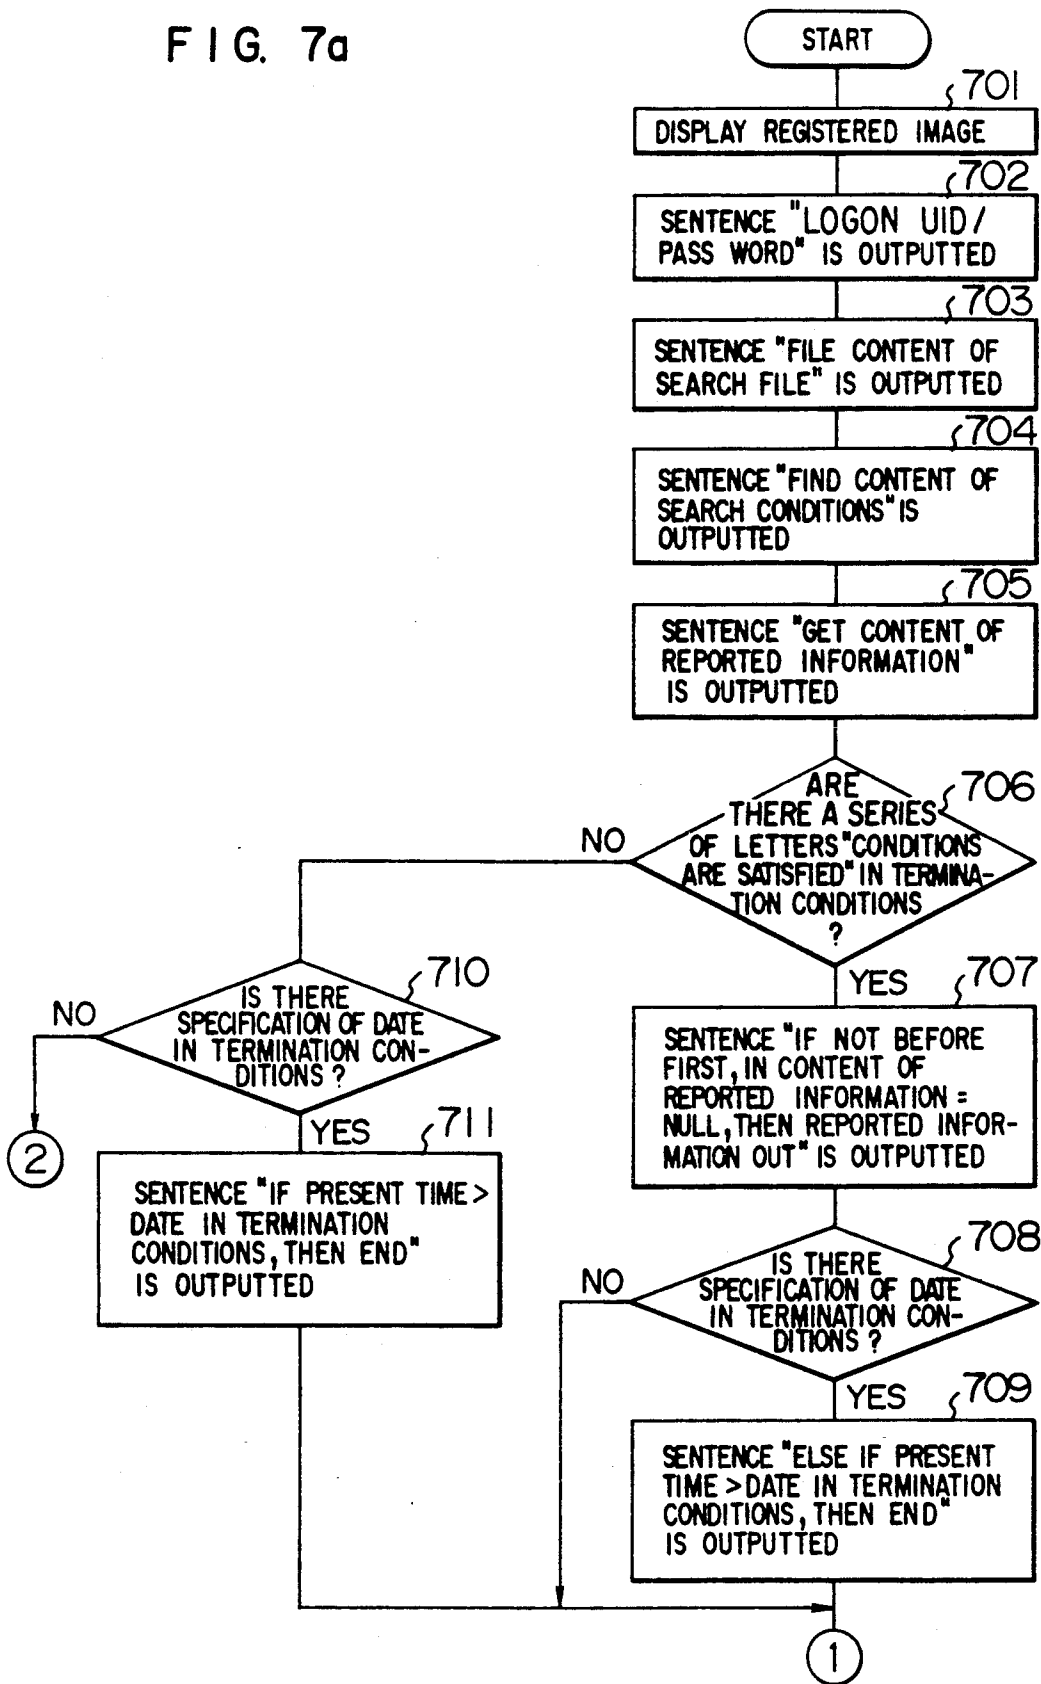 FIG. 7a
START
701
DISPLAY REGISTERED IMAGE
702
SENTENCE "LOGON UID/
PASS WORD" IS OUTPUTTED
703
SENTENCE "FILE CONTENT OF
SEARCH FILE" IS OUTPUTTED
704
SENTENCE "FIND CONTENT OF
SEARCH CONDITIONS" IS
OUTPUTTED
705
SENTENCE "GET CONTENT OF
REPORTED INFORMATION"
IS OUTPUTTED
706
ARE
THERE A SERIES
OF LETTERS "CONDITIONS
ARE SATISFIED" IN TERMINA-
TION CONDITIONS
?
NO
YES
707
SENTENCE "IF NOT BEFORE
FIRST, IN CONTENT OF
REPORTED INFORMATION =
NULL, THEN REPORTED INFOR-
MATION OUT" IS OUTPUTTED
708
IS THERE
SPECIFICATION OF DATE
IN TERMINATION CON-
DITIONS ?
NO
YES
709
SENTENCE "ELSE IF PRESENT
TIME > DATE IN TERMINATION
CONDITIONS, THEN END"
IS OUTPUTTED
710
IS THERE
SPECIFICATION OF DATE
IN TERMINATION CON-
DITIONS ?
NO
YES
2
711
SENTENCE "IF PRESENT TIME >
DATE IN TERMINATION
CONDITIONS, THEN END"
IS OUTPUTTED
1